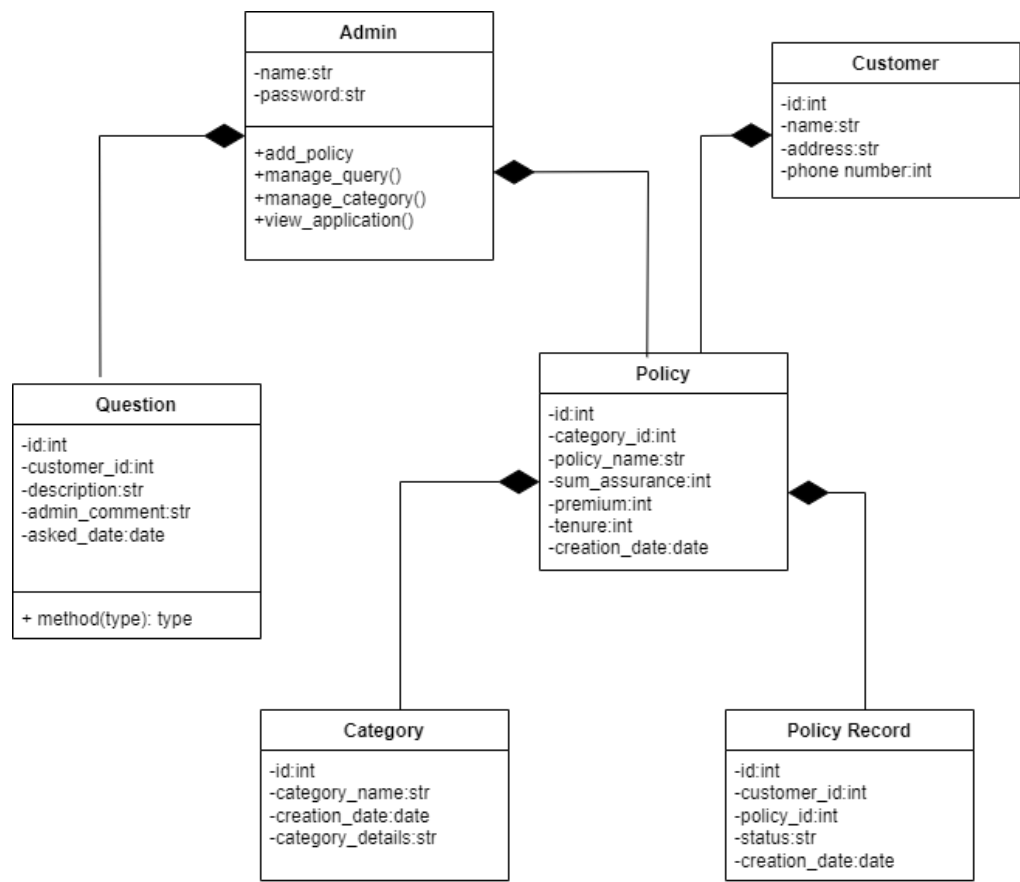 Admin
-name:str
-password:str
+add_policy
+manage_query()
+manage_category()
+view_application()
Customer
-id:int
-name:str
-address:str
-phone number:int
Question
-id:int
-customer_id:int
-description:str
-admin_comment:str
-asked_date:date
+ method(type): type
Policy
-id:int
-category_id:int
-policy_name:str
-sum_assurance:int
-premium:int
-tenure:int
-creation_date:date
Category
-id:int
-category_name:str
-creation_date:date
-category_details:str
Policy Record
-id:int
-customer_id:int
-policy_id:int
-status:str
-creation_date:date